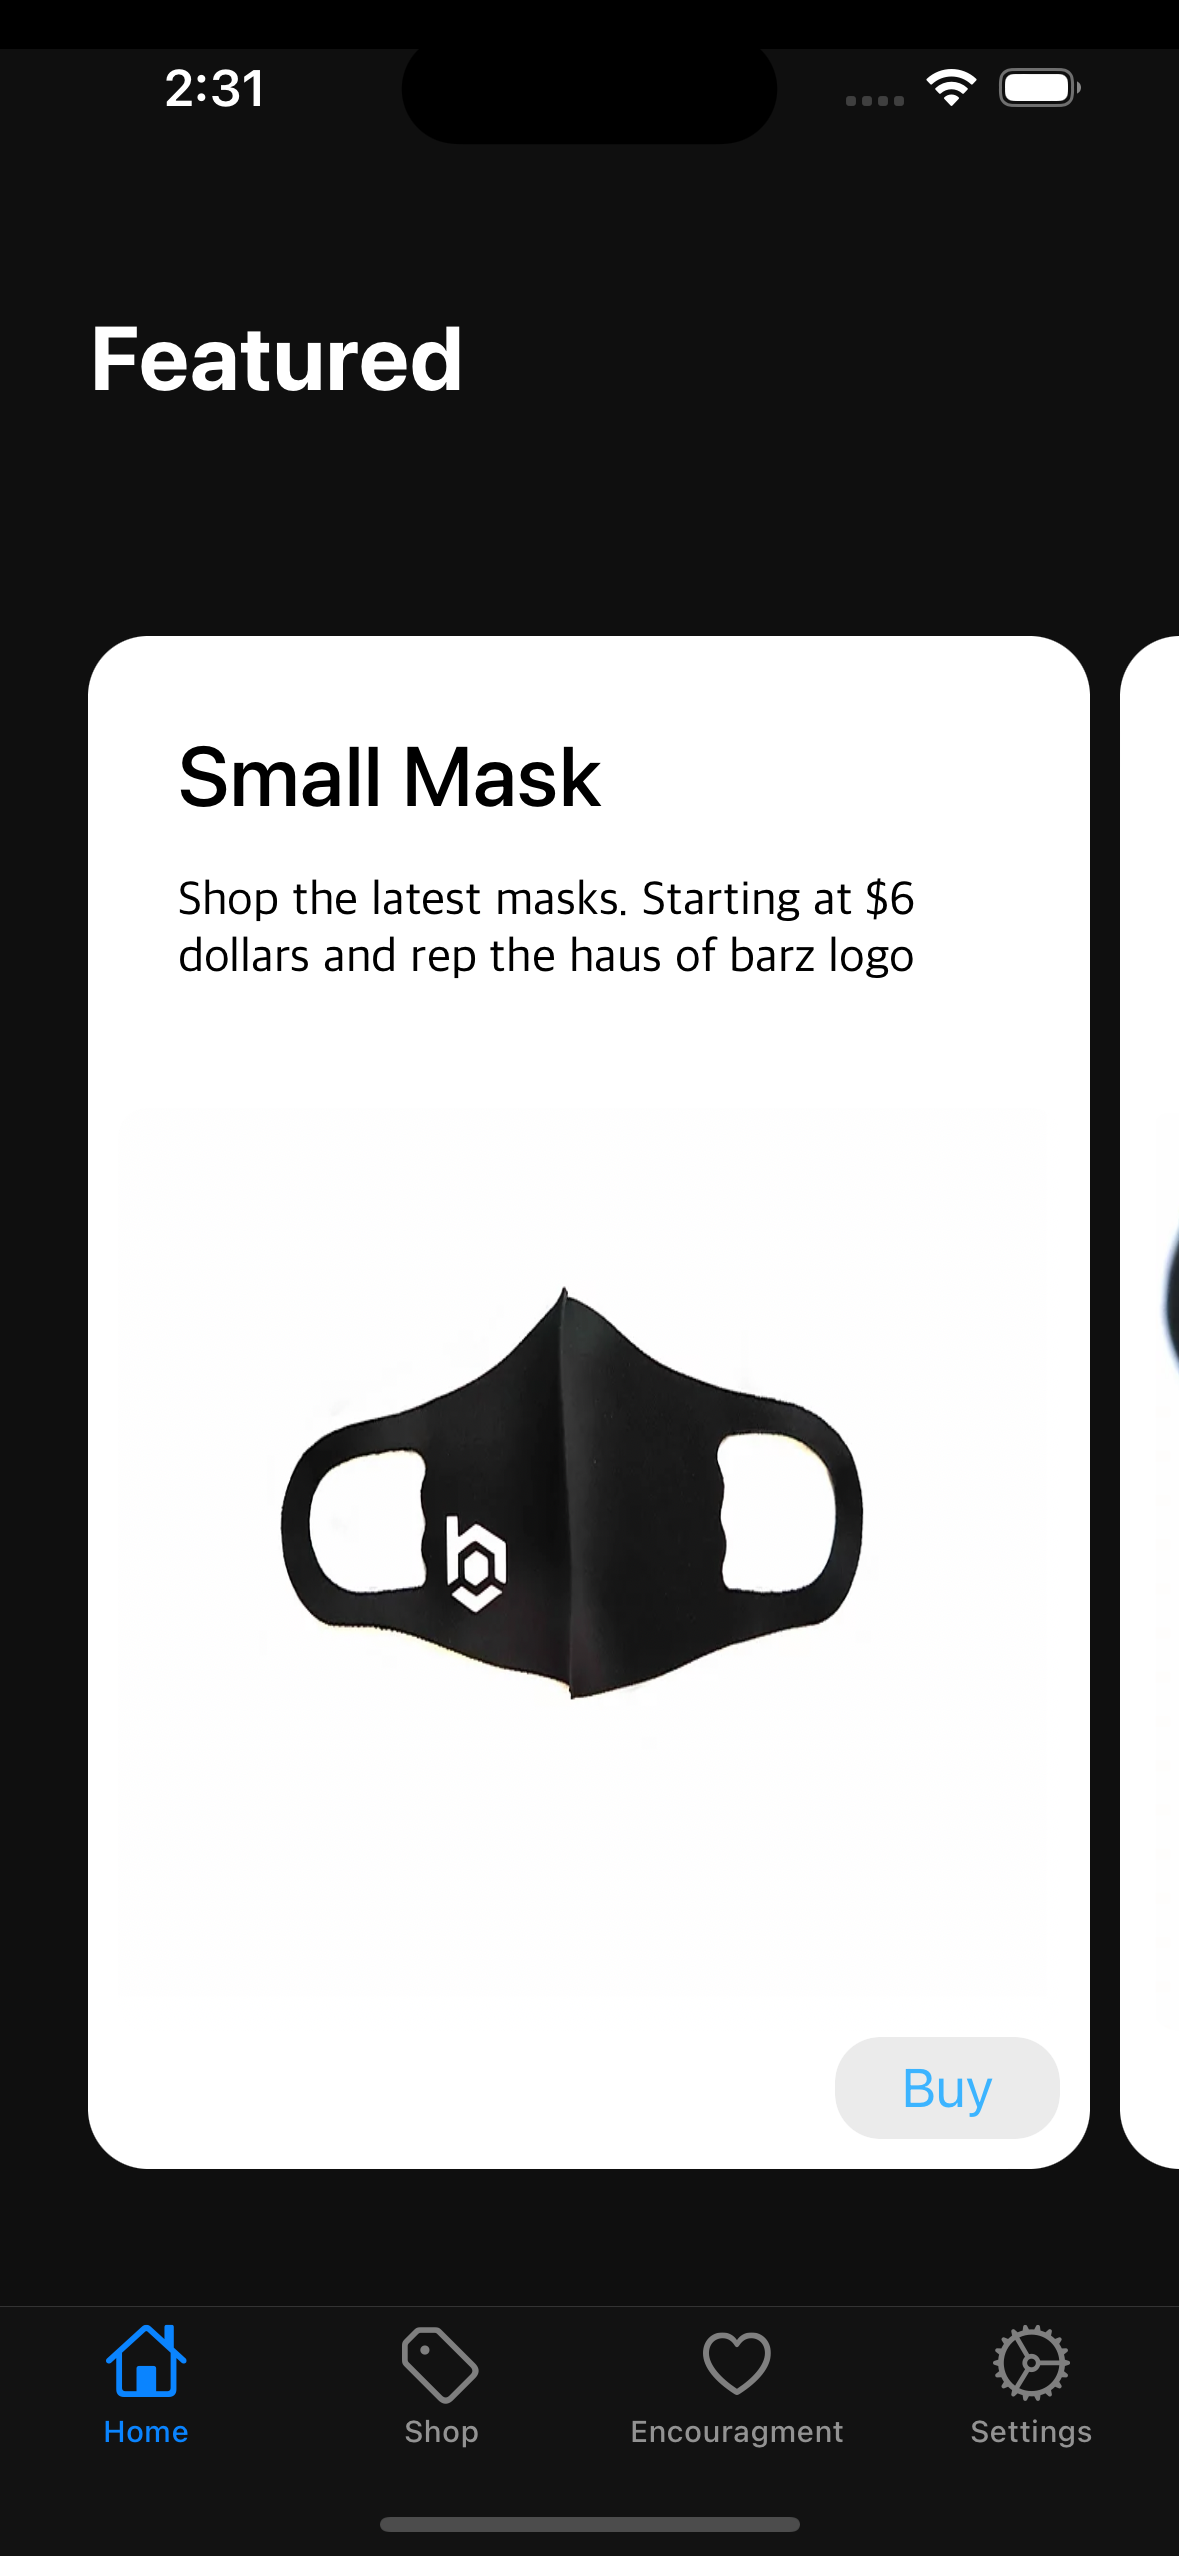 2:31
Featured
Small Mask
Shop the latest masks. Starting at $6
dollars and rep the haus of barz logo
Buy
Home
Shop
Encouragment
Settings